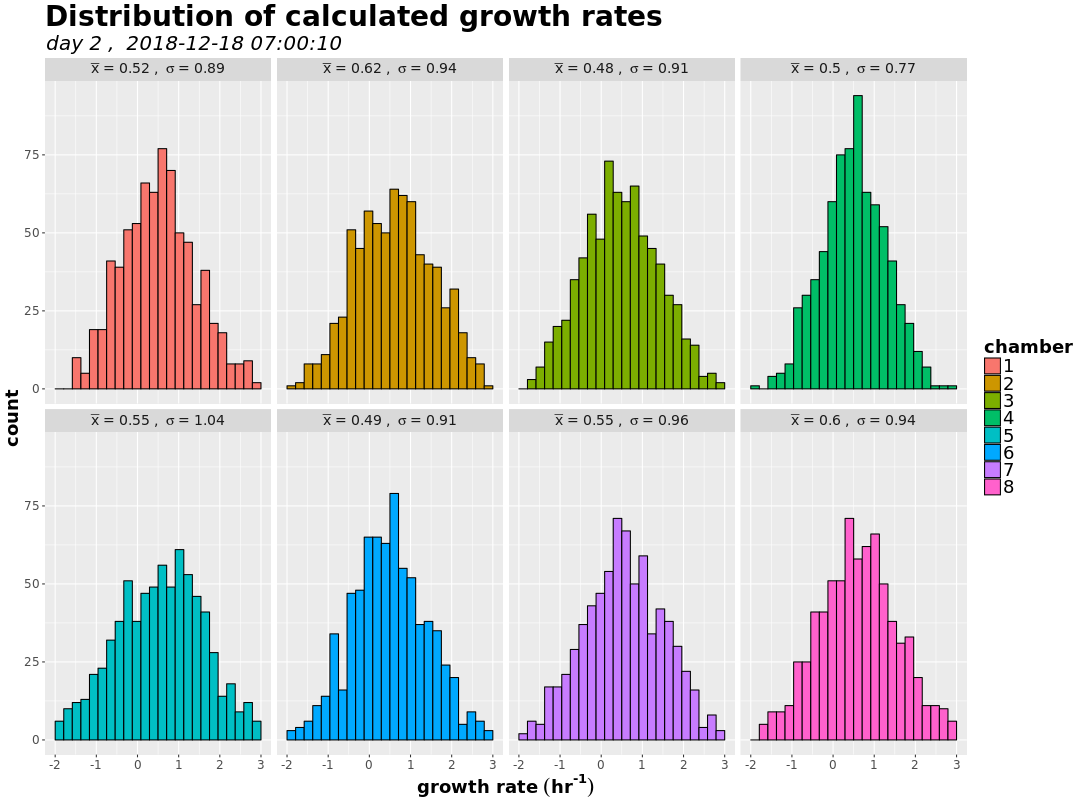 Distribution of calculated growth rates
day 2 ,  2018-12-18 07:00:10
x̅ = 0.52 ,  σ = 0.89
x̅ = 0.62 ,  σ = 0.94
x̅ = 0.48 ,  σ = 0.91
x̅ = 0.5 ,  σ = 0.77
75
50
25
0
count
x̅ = 0.55 ,  σ = 1.04
x̅ = 0.49 ,  σ = 0.91
x̅ = 0.55 ,  σ = 0.96
x̅ = 0.6 ,  σ = 0.94
75
50
25
0
-2 -1 0 1 2 3
-2 -1 0 1 2 3
-2 -1 0 1 2 3
-2 -1 0 1 2 3
growth rate (hr⁻¹)
chamber
1
2
3
4
5
6
7
8